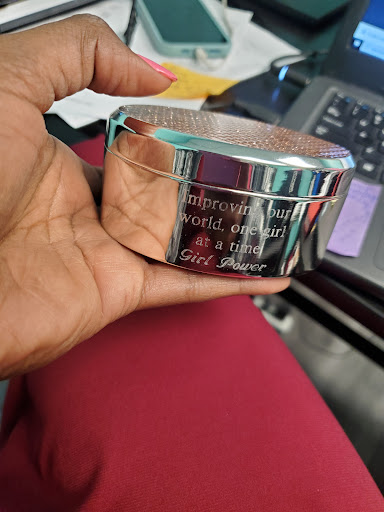 Improvin' our
world, one girl
at a time!
Girl Power